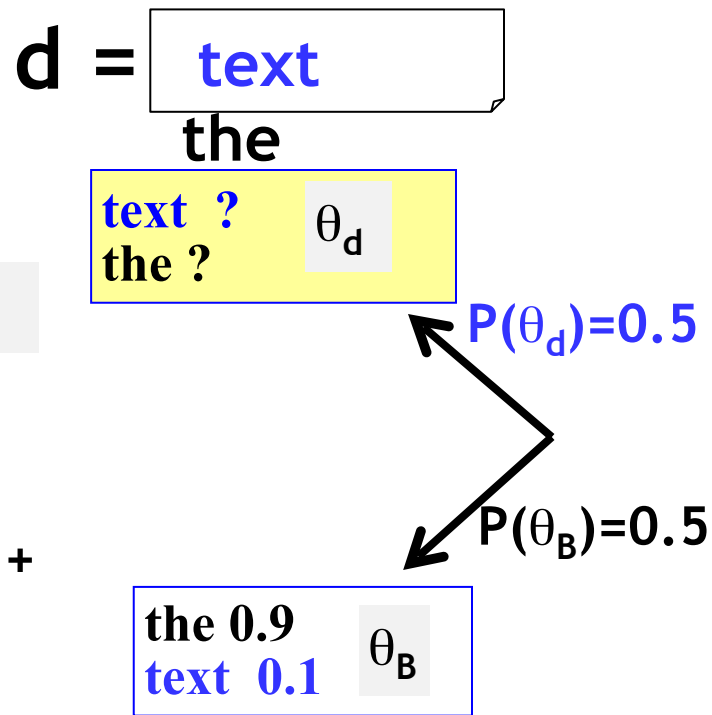 d = text
the
text ? θd
the ?
P(θd)=0.5
P(θB)=0.5
+
the 0.9
text 0.1 θB